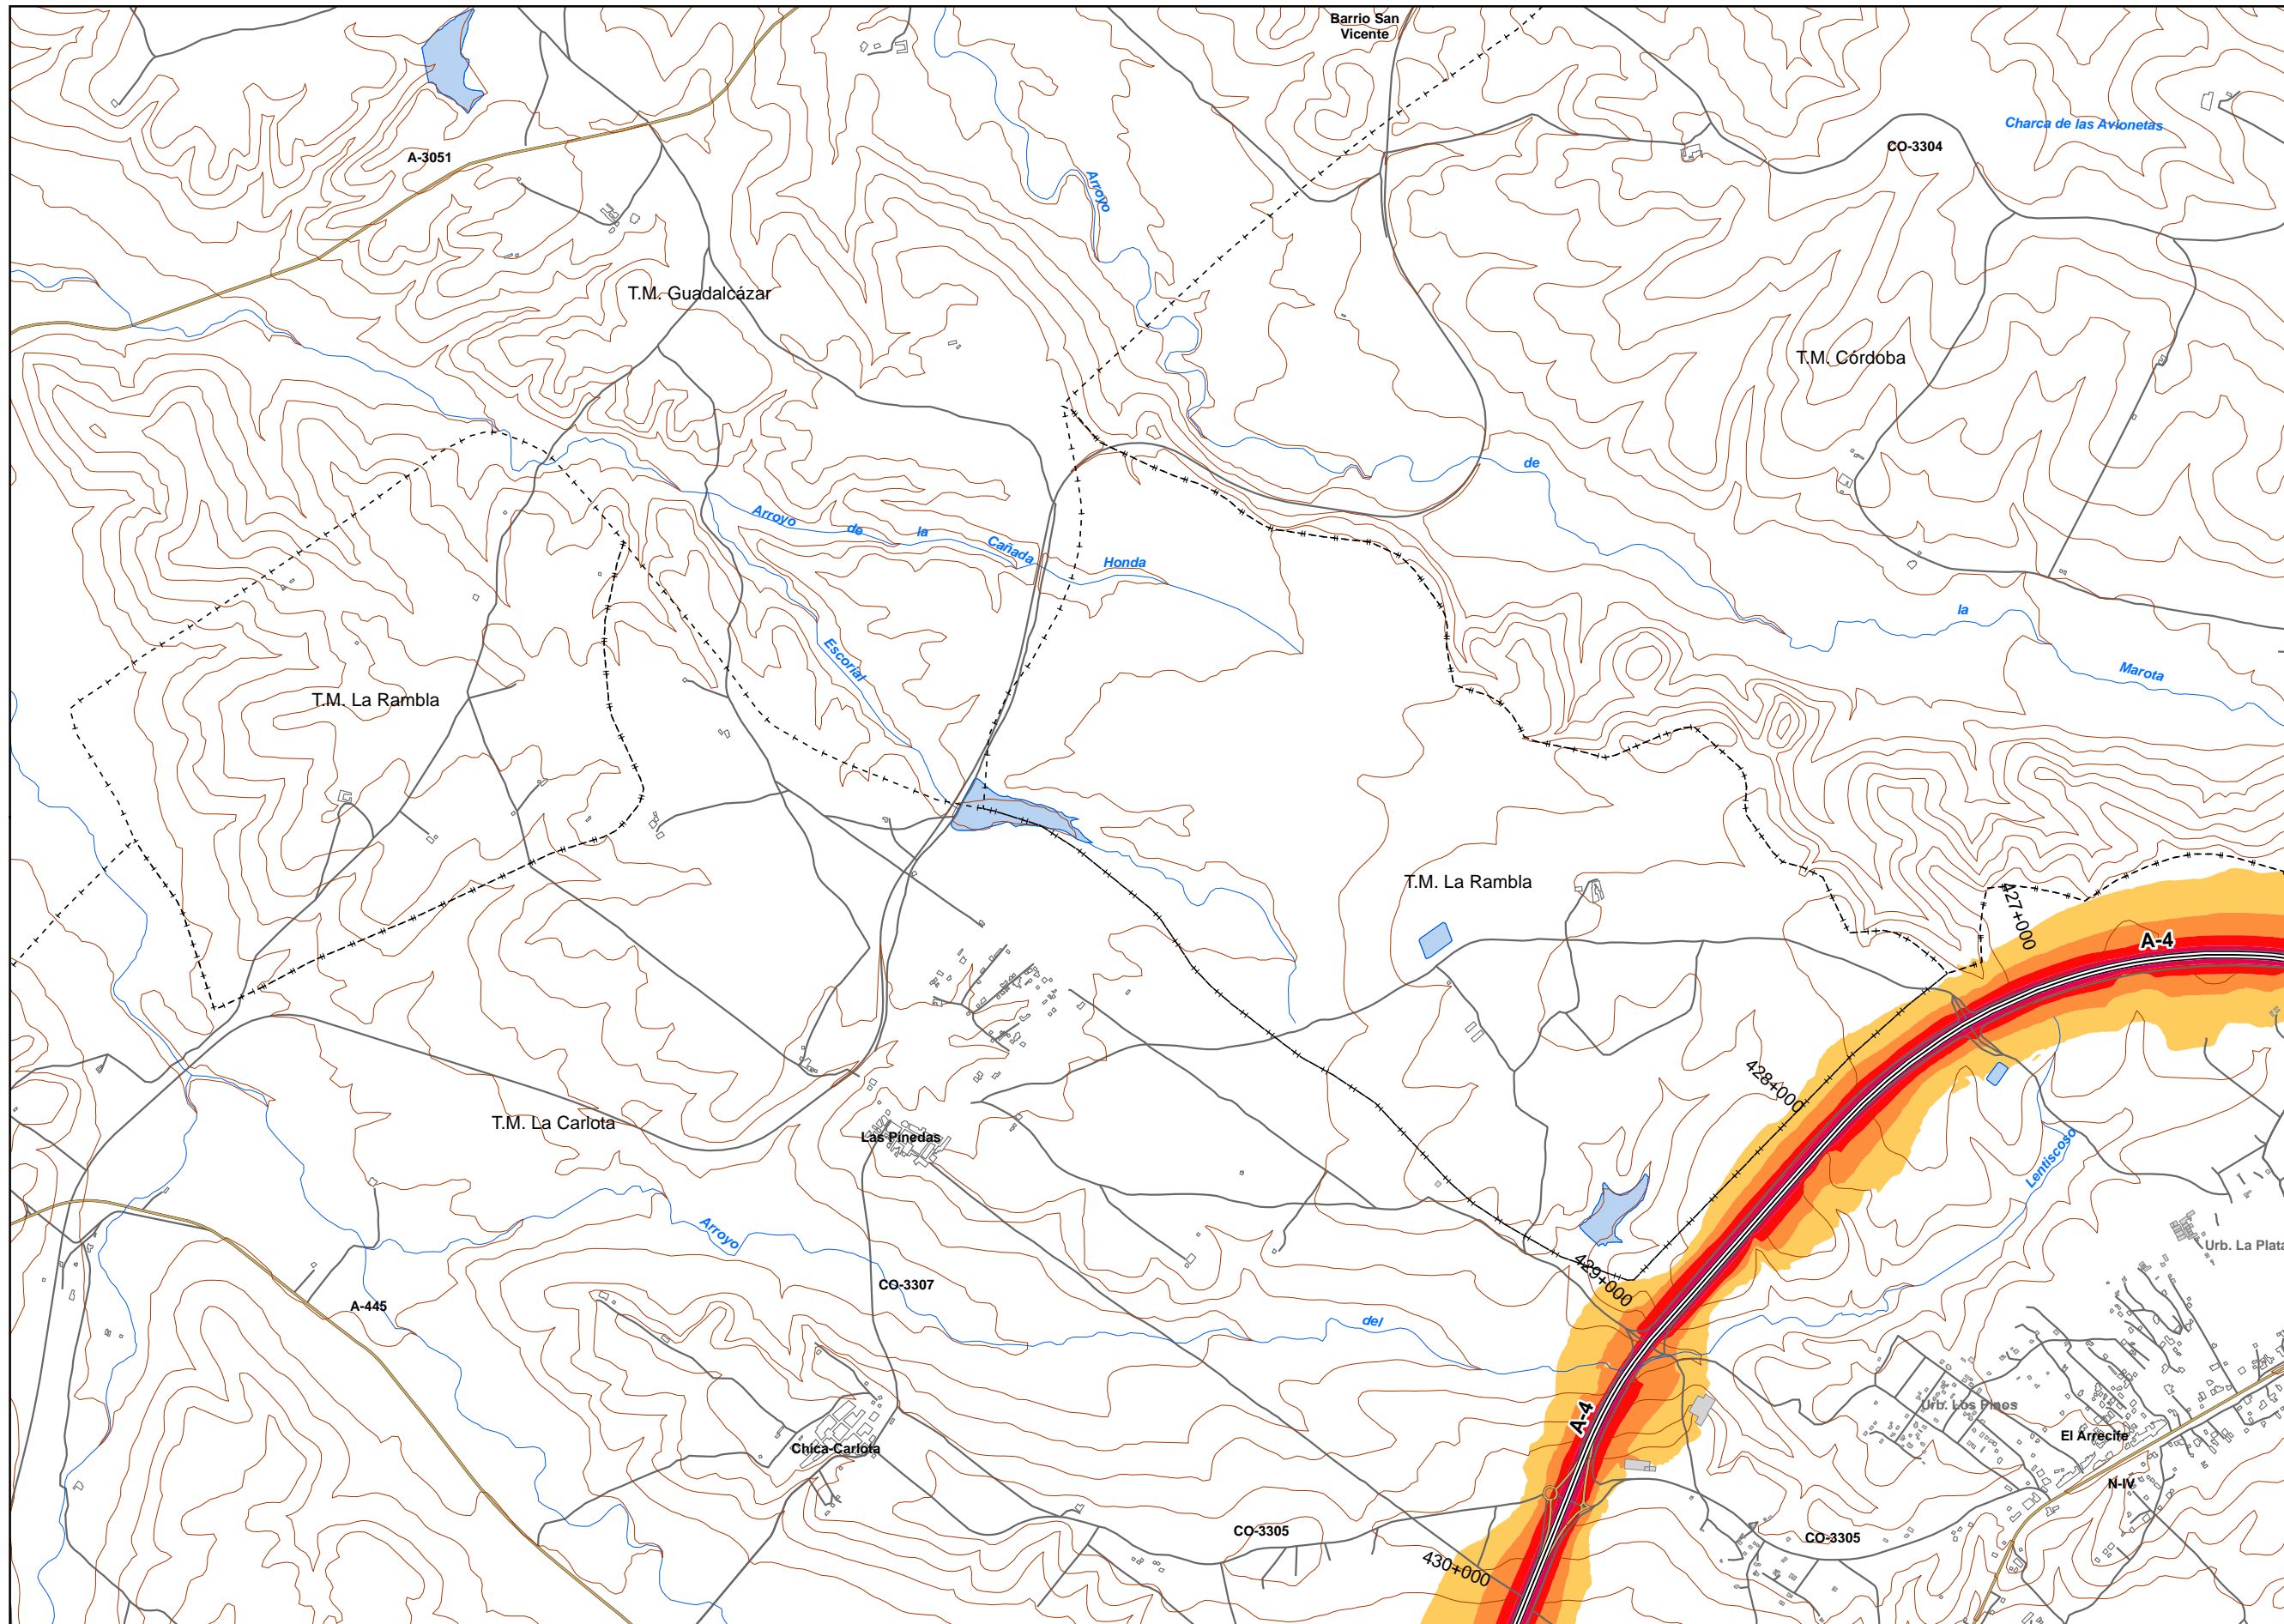 Barrio San
Vicente
Charca de las Avionetas
CO-3304
A-3051
Arroyo
T.M. Guadalcázar
T.M. Córdoba
de
Arroyo
de
la
Cañada
Honda
la
Escorial
Marota
T.M. La Rambla
T.M. La Rambla
427+000
A-4
428+000
T.M. La Carlota
Las Pinedas
Lentiscoso
Arroyo
Urb. La Plata
CO-3307
429+000
A-445
del
Urb. Los Pinos
A-4
El Arrecife
Chica-Carlota
N-IV
CO-3305
CO-3305
430+000